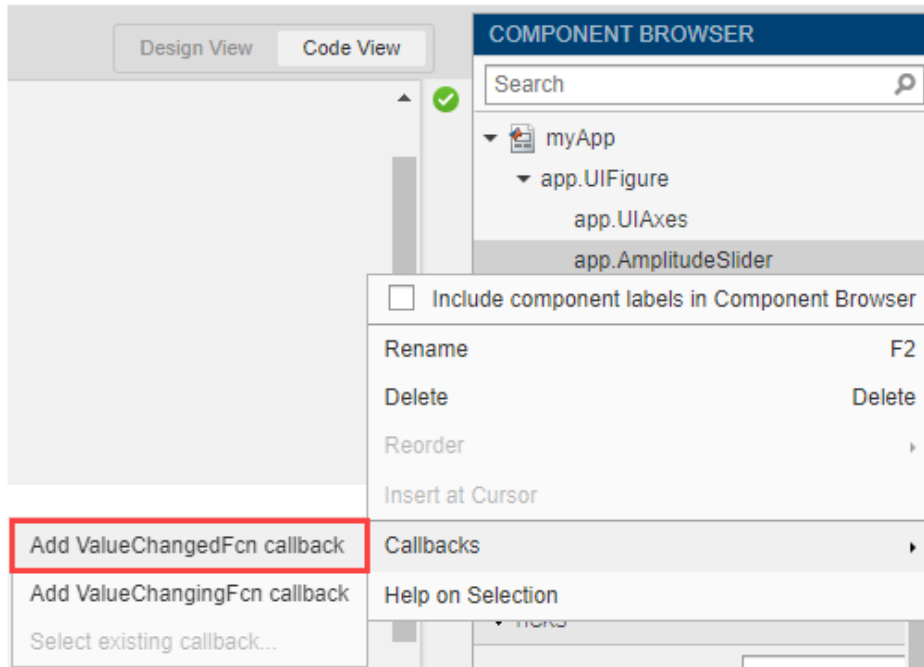 Design View
Code View
COMPONENT BROWSER
Search
myApp
app.UIFigure
app.UIAxes
app.AmplitudeSlider
Include component labels in Component Browser
Rename F2
Delete Delete
Reorder
Insert at Cursor
Callbacks
Add ValueChangedFcn callback
Add ValueChangingFcn callback
Select existing callback...
Help on Selection